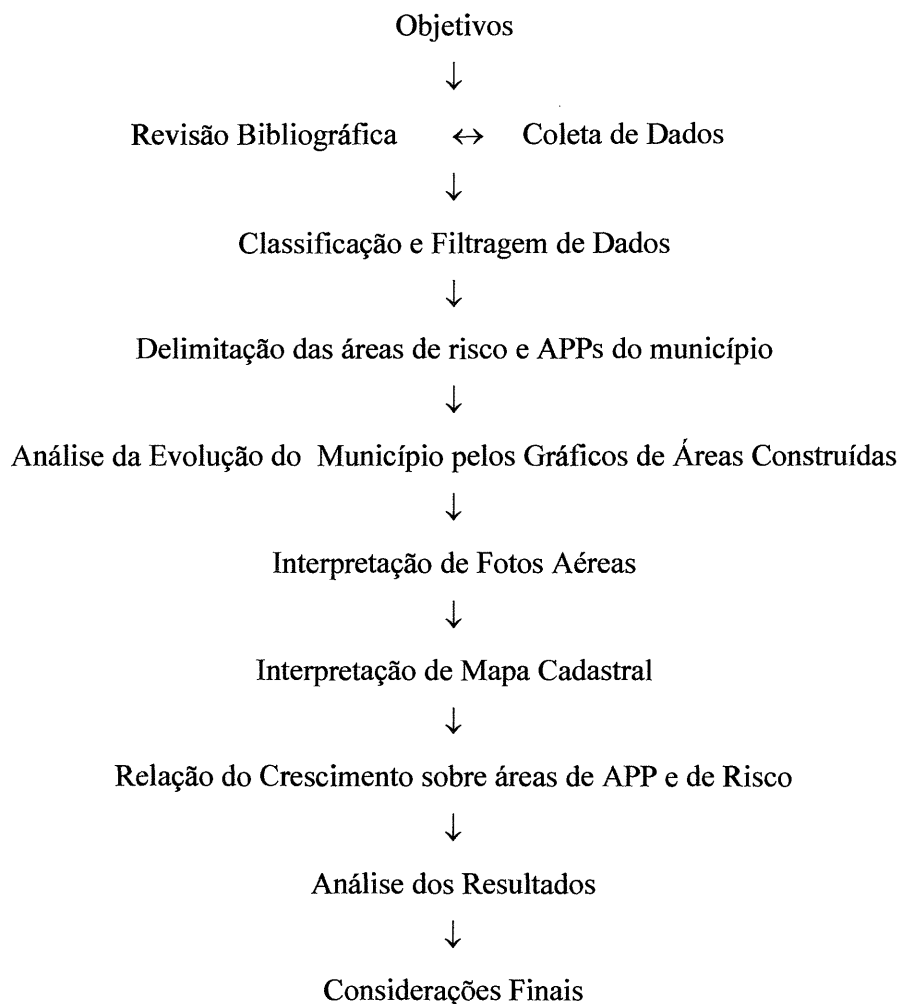 Objetivos
↓
Revisão Bibliográfica ↔ Coleta de Dados
↓
Classificação e Filtragem de Dados
↓
Delimitação das áreas de risco e APPs do município
↓
Análise da Evolução do Município pelos Gráficos de Áreas Construídas
↓
Interpretação de Fotos Aéreas
↓
Interpretação de Mapa Cadastral
↓
Relação do Crescimento sobre áreas de APP e de Risco
↓
Análise dos Resultados
↓
Considerações Finais